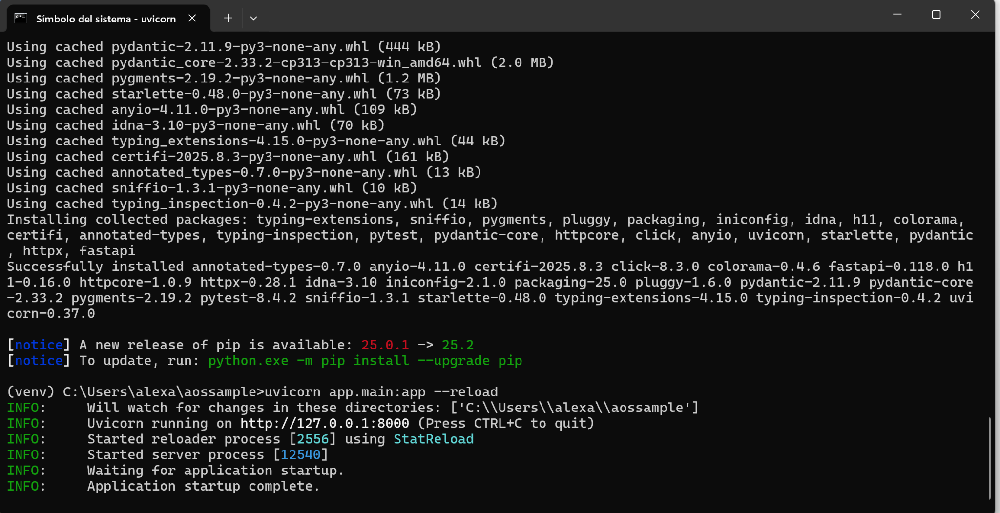 Símbolo del sistema - uvicorn
Using cached pydantic-2.11.9-py3-none-any.whl (444 kB)
Using cached pydantic_core-2.33.2-cp313-cp313-win_amd64.whl (2.0 MB)
Using cached pygments-2.19.2-py3-none-any.whl (1.2 MB)
Using cached starlette-0.48.0-py3-none-any.whl (73 kB)
Using cached anyio-4.11.0-py3-none-any.whl (109 kB)
Using cached idna-3.10-py3-none-any.whl (70 kB)
Using cached typing_extensions-4.15.0-py3-none-any.whl (44 kB)
Using cached certifi-2025.8.3-py3-none-any.whl (161 kB)
Using cached annotated_types-0.7.0-py3-none-any.whl (13 kB)
Using cached sniffio-1.3.1-py3-none-any.whl (10 kB)
Using cached typing_inspection-0.4.2-py3-none-any.whl (14 kB)
Installing collected packages: typing-extensions, sniffio, pygments, pluggy, packaging, iniconfig, idna, h11, colorama,
certifi, annotated-types, typing-inspection, pytest, pydantic-core, httpcore, click, anyio, uvicorn, starlette, pydantic
, httpx, fastapi
Successfully installed annotated-types-0.7.0 anyio-4.11.0 certifi-2025.8.3 click-8.3.0 colorama-0.4.6 fastapi-0.118.0 h1
1-0.16.0 httpcore-1.0.9 httpx-0.28.1 idna-3.10 iniconfig-2.1.0 packaging-25.0 pluggy-1.6.0 pydantic-2.11.9 pydantic-core
-2.33.2 pygments-2.19.2 pytest-8.4.2 sniffio-1.3.1 starlette-0.48.0 typing-extensions-4.15.0 typing-inspection-0.4.2 uvi
corn-0.37.0
[notice] A new release of pip is available: 25.0.1 -> 25.2
[notice] To update, run: python.exe -m pip install --upgrade pip
(venv) C:\Users\alexa\aossample>uvicorn app.main:app --reload
INFO:     Will watch for changes in these directories: ['C:\\Users\\alexa\\aossample']
INFO:     Uvicorn running on http://127.0.0.1:8000 (Press CTRL+C to quit)
INFO:     Started reloader process [2556] using StatReload
INFO:     Started server process [12540]
INFO:     Waiting for application startup.
INFO:     Application startup complete.